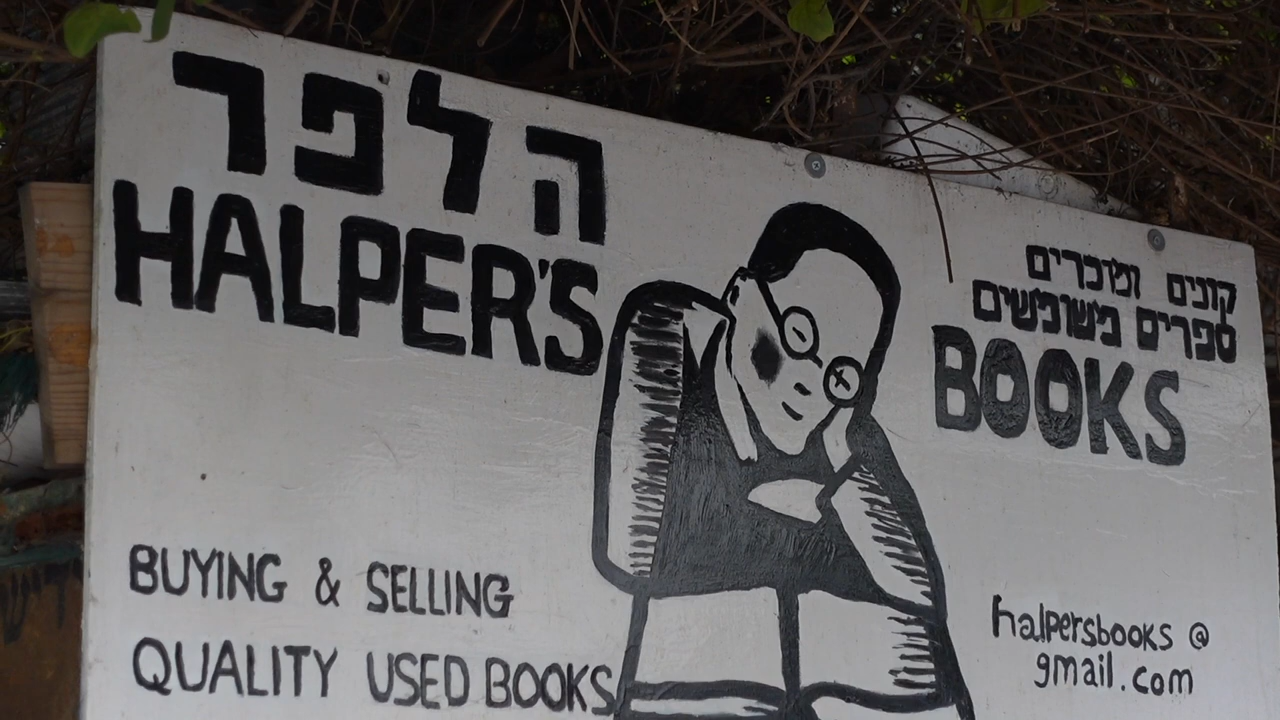 הלפר
HALPER'S
קונים ומוכרים
ספרים משומשים
BOOKS
BUYING & SELLING
QUALITY USED BOOKS
halpersbooks @
gmail.com